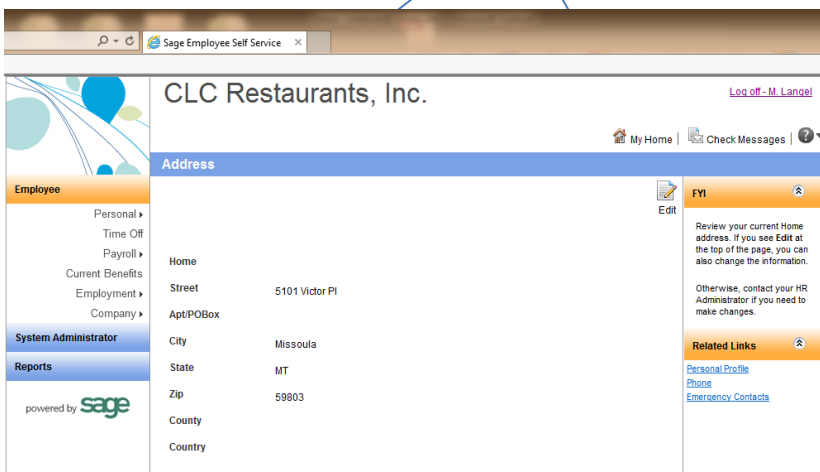 Sage Employee Self Service
CLC Restaurants, Inc.
Log off - M. Langel
My Home | Check Messages |
Address
Employee
Personal
Time Off
Payroll
Current Benefits
Employment
Company
System Administrator
Reports
powered by sage
Edit
Home
Street 5101 Victor Pl
Apt/POBox
City Missoula
State MT
Zip 59803
County
Country
FYI
Review your current Home
address. If you see Edit at
the top of the page, you can
also change the information.
Otherwise, contact your HR
Administrator if you need to
make changes.
Related Links
Personal Profile
Phone
Emergency Contacts